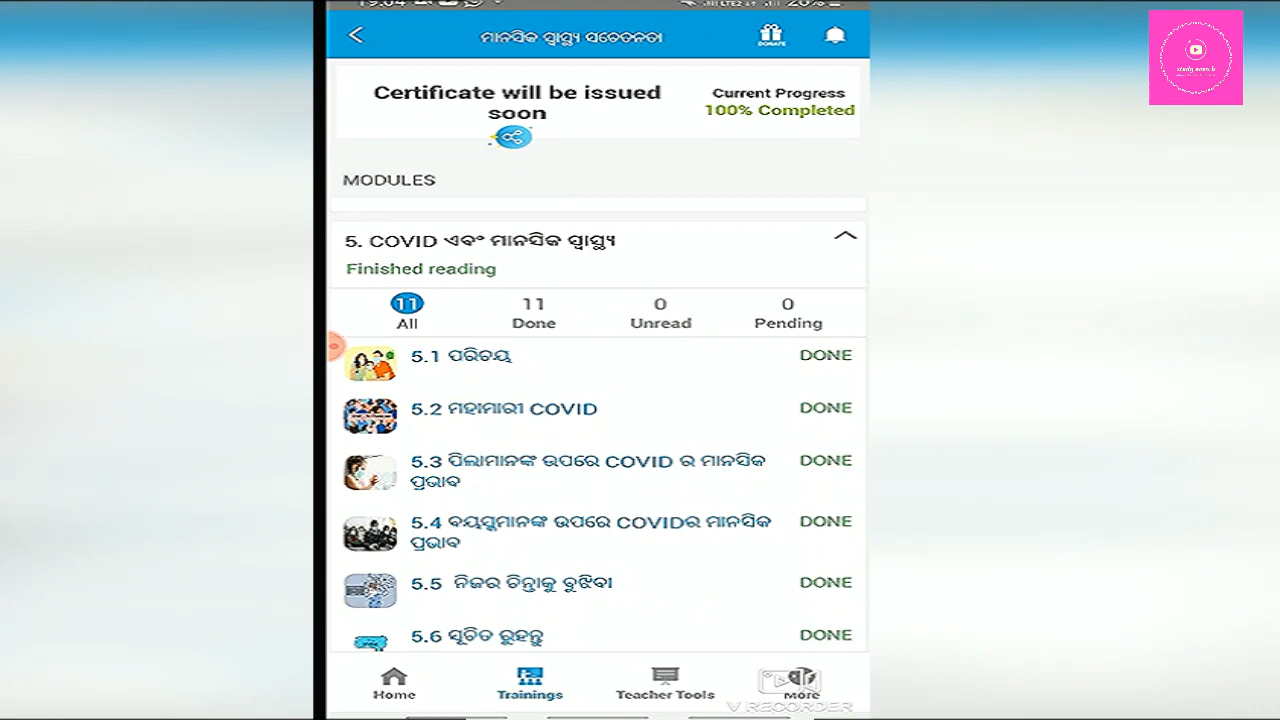 ମାନସିକ ସ୍ୱାସ୍ଥ୍ୟ ସଚେତନତା
DONATE
Certificate will be issued
soon
Current Progress
100% Completed
MODULES
5. COVID ଏବଂ ମାନସିକ ସ୍ୱାସ୍ଥ୍ୟ
Finished reading
11 11 0 0
All Done Unread Pending
5.1 ପରିଚୟ DONE
5.2 ମହାମାରୀ COVID DONE
5.3 ପିଲାମାନଙ୍କ ଉପରେ COVID ର ମାନସିକ
ପ୍ରଭାବ
DONE
5.4 ବୟସ୍କମାନଙ୍କ ଉପରେ COVIDର ମାନସିକ
ପ୍ରଭାବ
DONE
5.5 ନିଜର ଚିନ୍ତାକୁ ବୁଝିବା DONE
5.6 ସୂଚିତ ରୁହନ୍ତୁ DONE
Home Trainings Teacher Tools More
V RECORDER